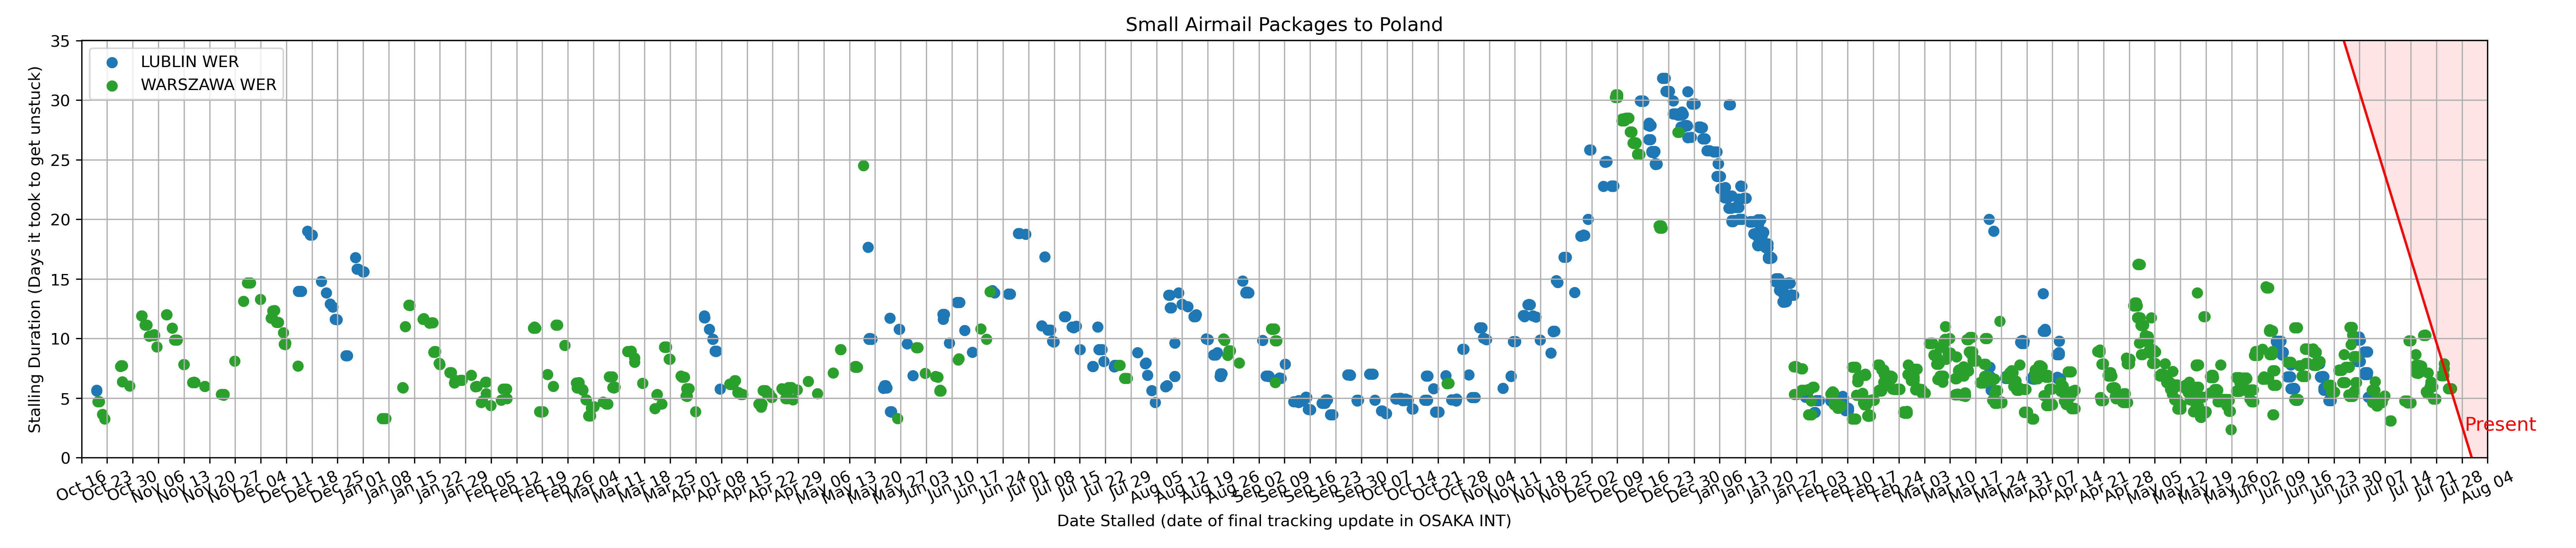 Small Airmail Packages to Poland
LUBLIN WER
WARSZAWA WER
Stalling Duration (Days it took to get unstuck)
35
30
25
20
15
10
5
0
Present
Oct 16
Oct 23
Oct 30
Nov 06
Nov 13
Nov 20
Nov 27
Dec 04
Dec 11
Dec 18
Dec 25
Jan 01
Jan 08
Jan 15
Jan 22
Jan 29
Feb 05
Feb 12
Feb 19
Feb 26
Mar 04
Mar 11
Mar 18
Mar 25
Apr 01
Apr 08
Apr 15
Apr 22
Apr 29
May 06
May 13
May 20
May 27
Jun 03
Jun 10
Jun 17
Jun 24
Jul 01
Jul 08
Jul 15
Jul 22
Jul 29
Aug 05
Aug 12
Aug 19
Aug 26
Sep 02
Sep 09
Sep 16
Sep 23
Sep 30
Oct 07
Oct 14
Oct 21
Oct 28
Nov 04
Nov 11
Nov 18
Nov 25
Dec 02
Dec 09
Dec 16
Dec 23
Dec 30
Jan 06
Jan 13
Jan 20
Jan 27
Feb 03
Feb 10
Feb 17
Feb 24
Mar 03
Mar 10
Mar 17
Mar 24
Mar 31
Apr 07
Apr 14
Apr 21
Apr 28
May 05
May 12
May 19
May 26
Jun 02
Jun 09
Jun 16
Jun 23
Jun 30
Jul 07
Jul 14
Jul 21
Jul 28
Aug 04
Date Stalled (date of final tracking update in OSAKA INT)